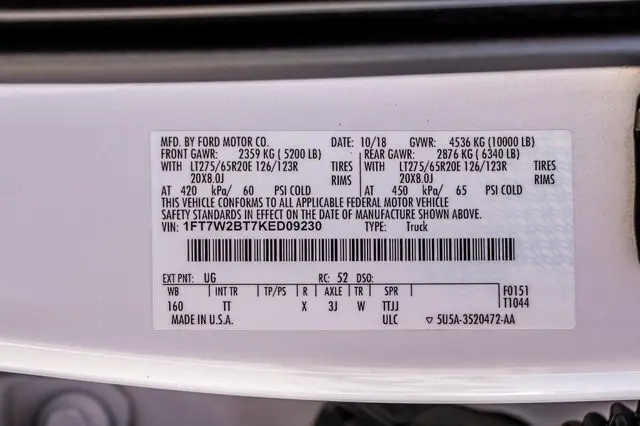 MFD. BY FORD MOTOR CO. DATE: 10/18 GVWR: 4536 KG (10000 LB)
FRONT GAWR: 2359 KG (5200 LB) REAR GAWR: 2876 KG (6340 LB)
WITH LT275/65R20E 126/123R TIRES WITH LT275/65R20E 126/123R TIRES
20X8.0J RIMS 20X8.0J RIMS
AT 420 kPa/ 60 PSI COLD AT 450 kPa/ 65 PSI COLD
THIS VEHICLE CONFORMS TO ALL APPLICABLE FEDERAL MOTOR VEHICLE
SAFETY STANDARDS IN EFFECT ON THE DATE OF MANUFACTURE SHOWN ABOVE.
VIN: 1FT7W2BT7KED09230 TYPE: Truck
EXT PNT: UG RC: 52 DSO:
WB INT TR TP/PS R AXLE TR SPR F0151
160 TT X 3J W TTJJ T1044
MADE IN U.S.A. ULC ▽ 5U5A-3520472-AA